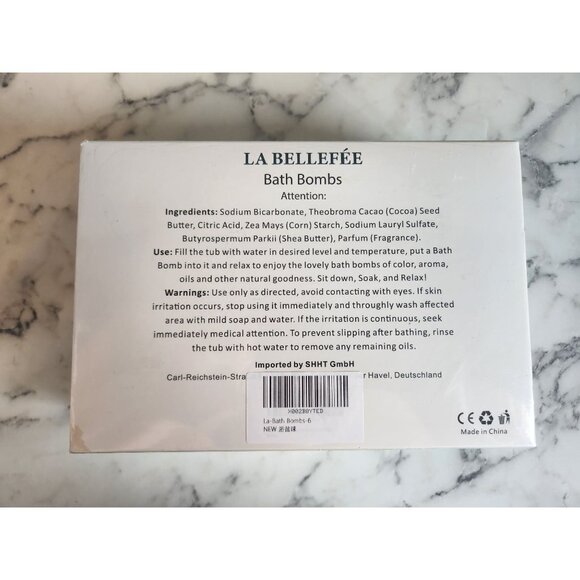 LA BELLEFÉE
Bath Bombs
Attention:
Ingredients: Sodium Bicarbonate, Theobroma Cacao (Cocoa) Seed
Butter, Citric Acid, Zea Mays (Corn) Starch, Sodium Lauryl Sulfate,
Butyrospermum Parkii (Shea Butter), Parfum (Fragrance).
Use: Fill the tub with water in desired level and temperature, put a Bath
Bomb into it and relax to enjoy the lovely bath bombs of color, aroma,
oils and other natural goodness. Sit down, Soak, and Relax!
Warnings: Use only as directed, avoid contacting with eyes. If skin
irritation occurs, stop using it immediately and throughly wash affected
area with mild soap and water. If the irritation is continuous, seek
immediately medical attention. To prevent slipping after bathing, rinse
the tub with hot water to remove any remaining oils.
Imported by SHHT GmbH
Carl-Reichstein-Stra Havel, Deutschland
X002B0YTED
La-Bath Bombs-6
NEW 浴盐球
CE
Made in China